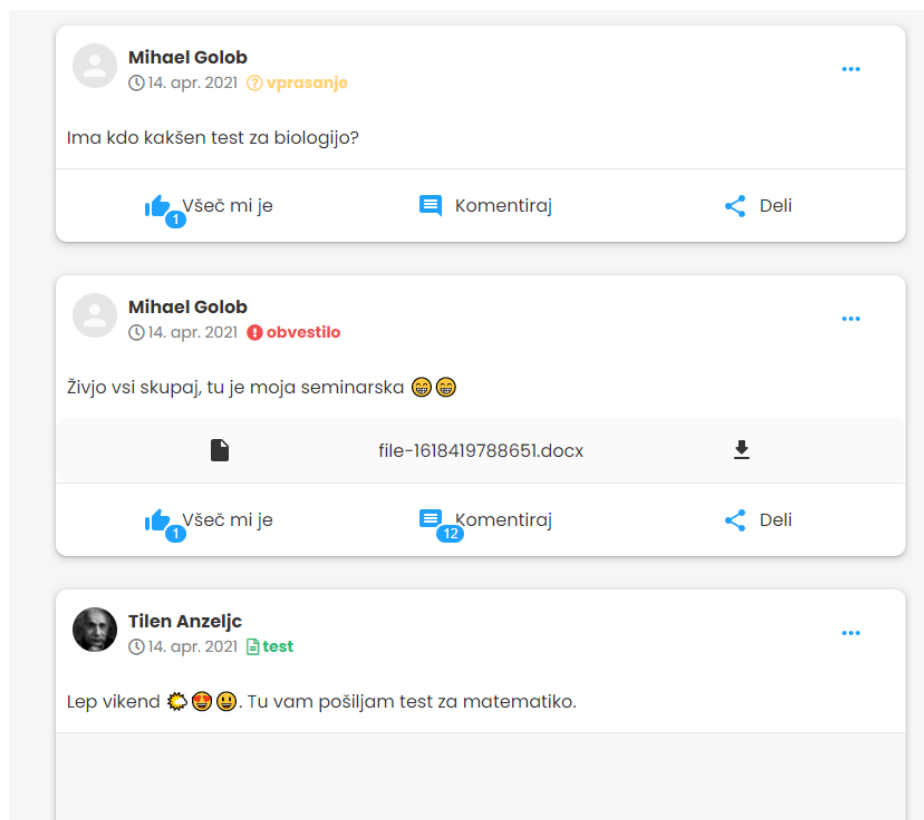 Mihael Golob
14. apr. 2021 vprasanje
Ima kdo kakšen test za biologijo?
1 Všeč mi je Komentiraj Deli
Mihael Golob
14. apr. 2021 obvestilo
Živjo vsi skupaj, tu je moja seminarska 😁😁
file-1618419788651.docx
1 Všeč mi je 12 Komentiraj Deli
Tilen Anzeljc
14. apr. 2021 test
Lep vikend 🌤😍😃. Tu vam pošiljam test za matematiko.